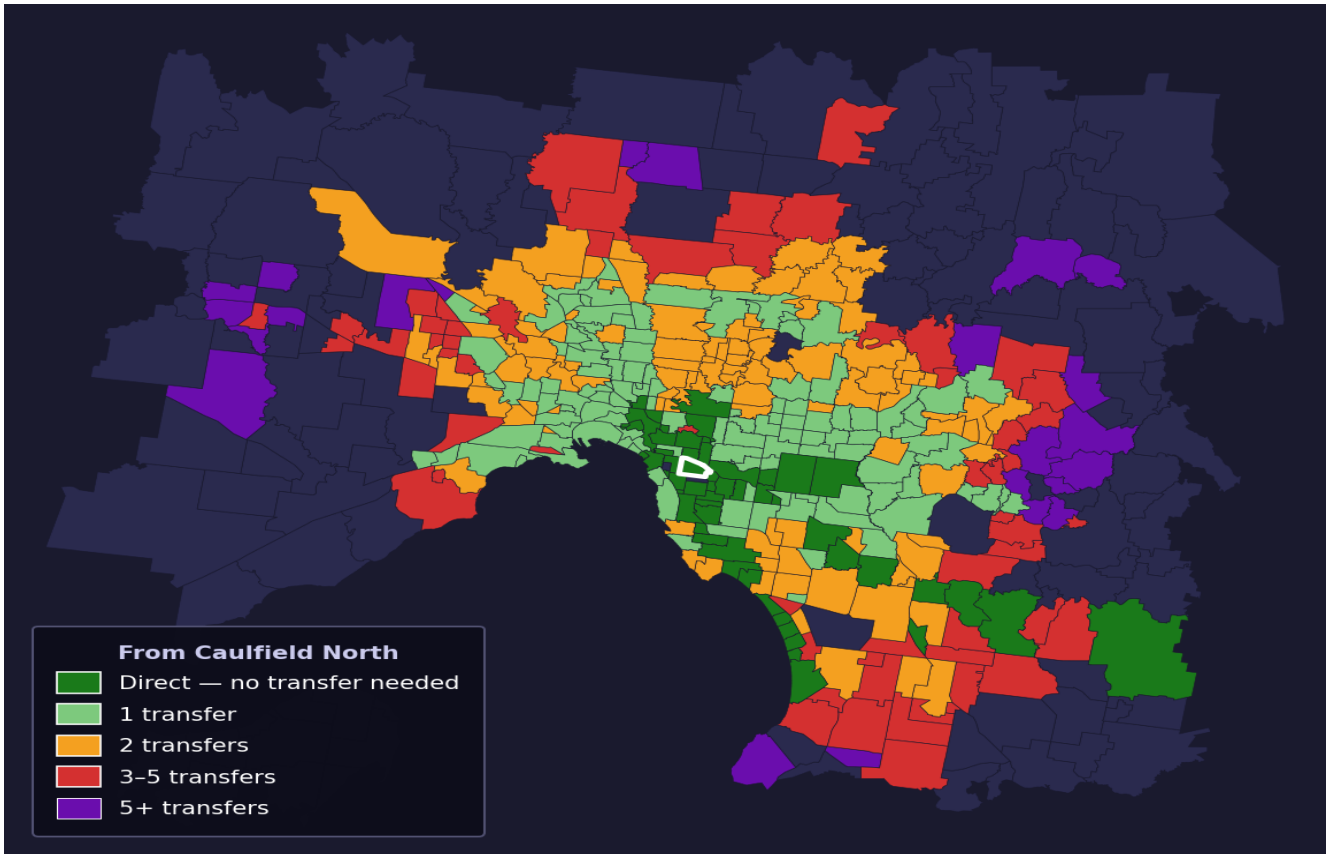 From Caulfield North
Direct — no transfer needed
1 transfer
2 transfers
3–5 transfers
5+ transfers